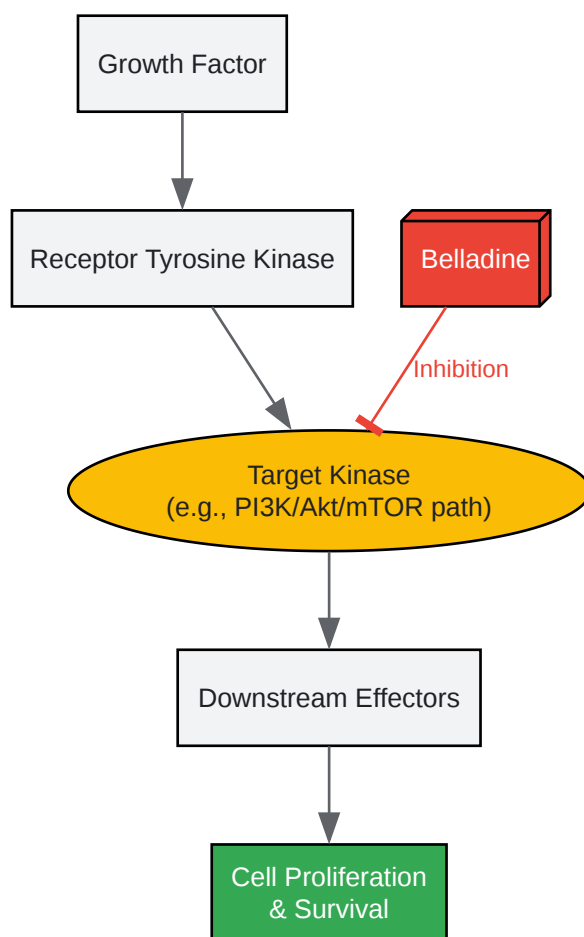 Growth Factor
Receptor Tyrosine Kinase
Belladine
Inhibition
Target Kinase
(e.g., PI3K/Akt/mTOR path)
Downstream Effectors
Cell Proliferation
& Survival